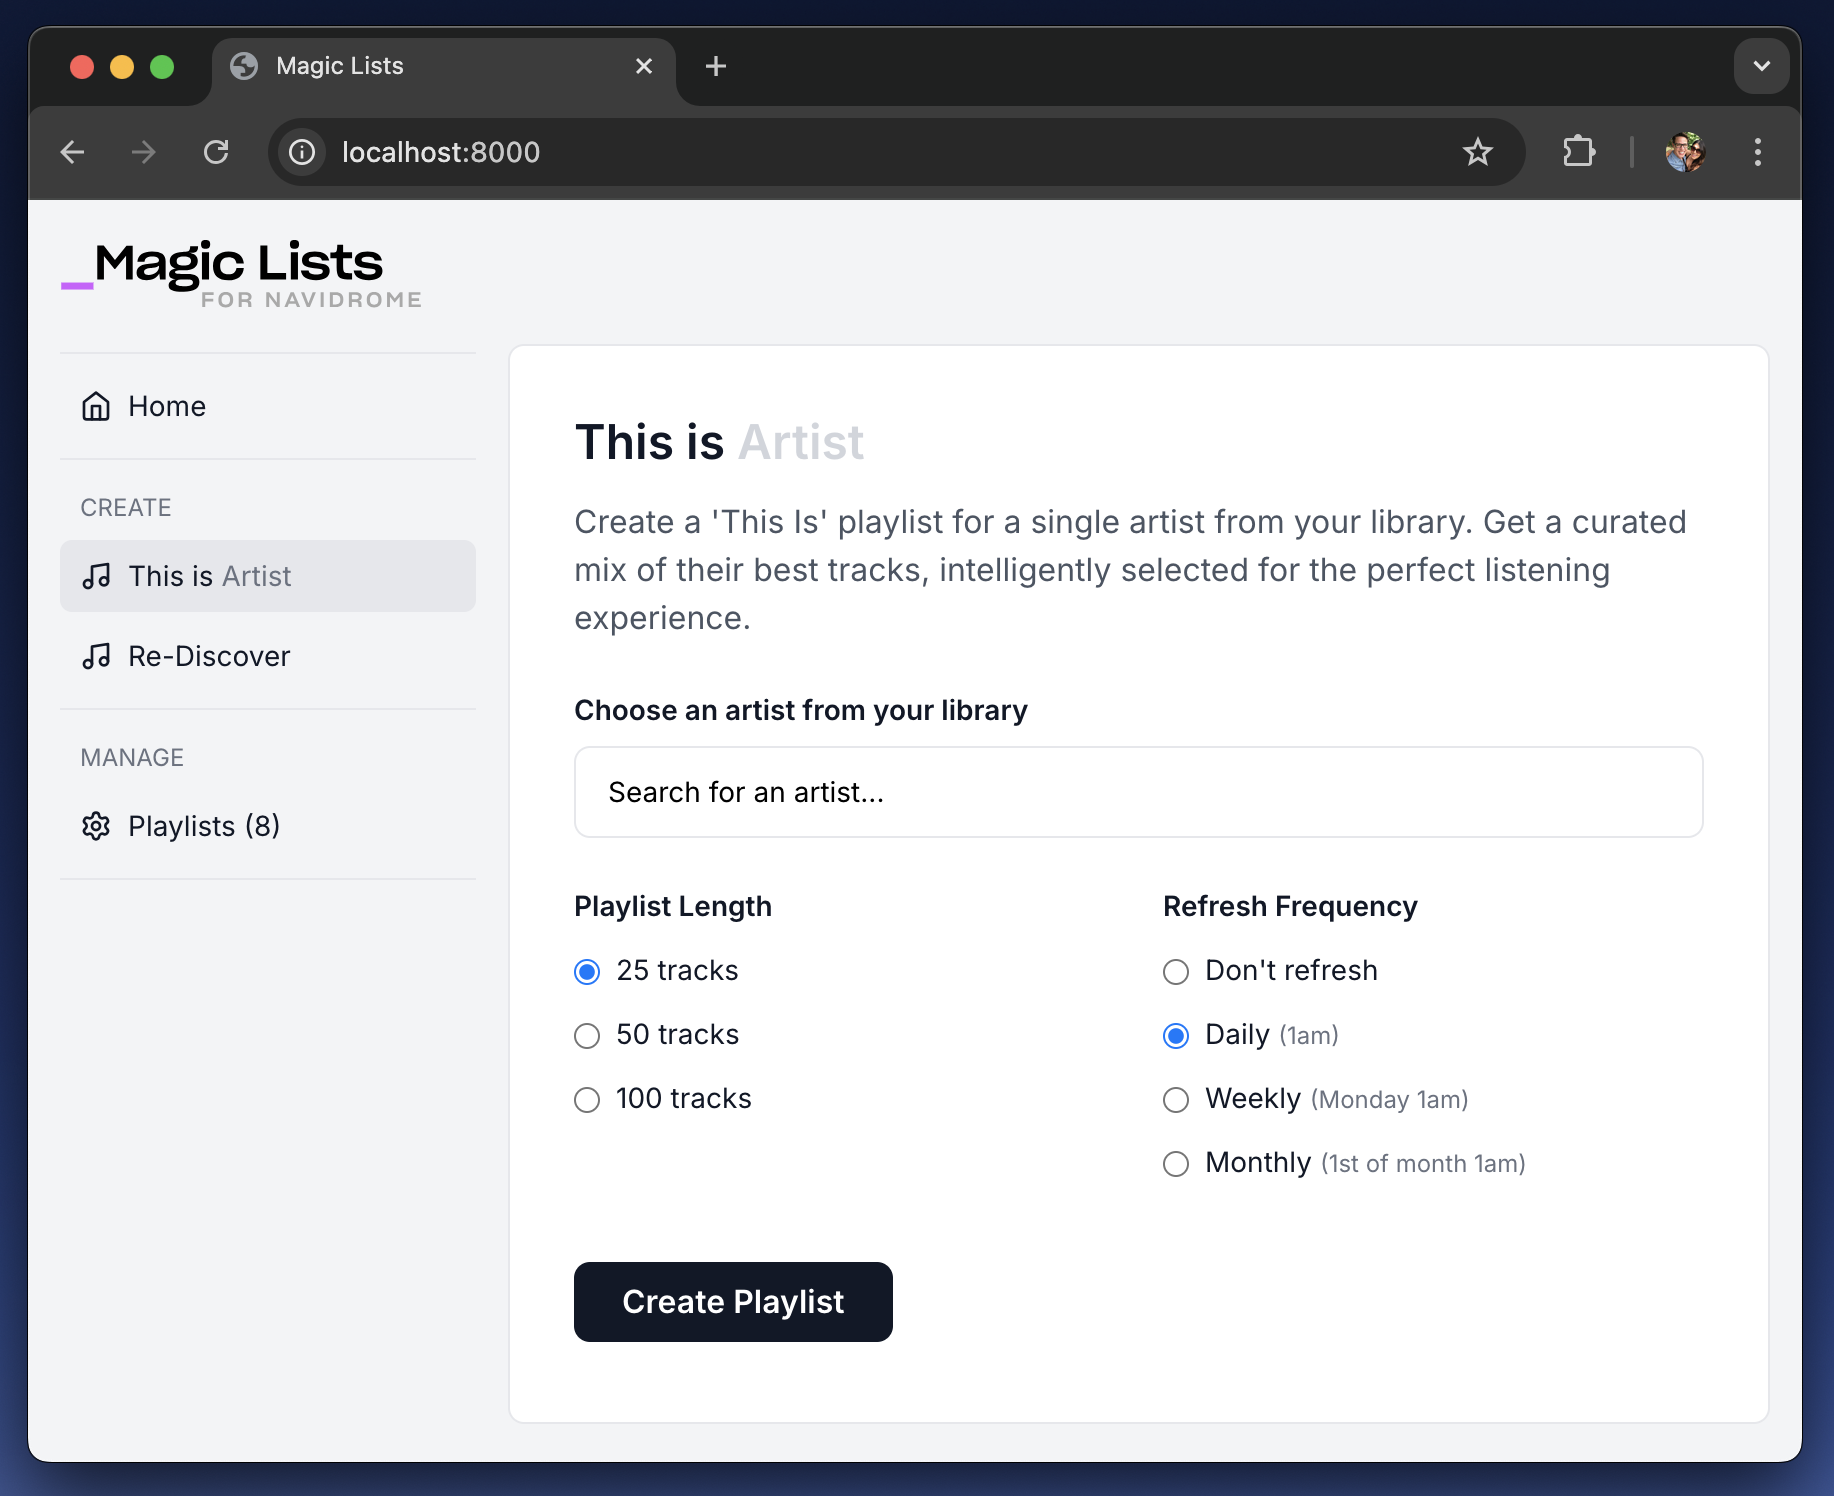 Magic Lists
localhost:8000
_Magic Lists
FOR NAVIDROME
Home
CREATE
This is Artist
Re-Discover
MANAGE
Playlists (8)
This is Artist
Create a 'This Is' playlist for a single artist from your library. Get a curated
mix of their best tracks, intelligently selected for the perfect listening
experience.
Choose an artist from your library
Search for an artist...
Playlist Length
25 tracks
50 tracks
100 tracks
Refresh Frequency
Don't refresh
Daily (1am)
Weekly (Monday 1am)
Monthly (1st of month 1am)
Create Playlist